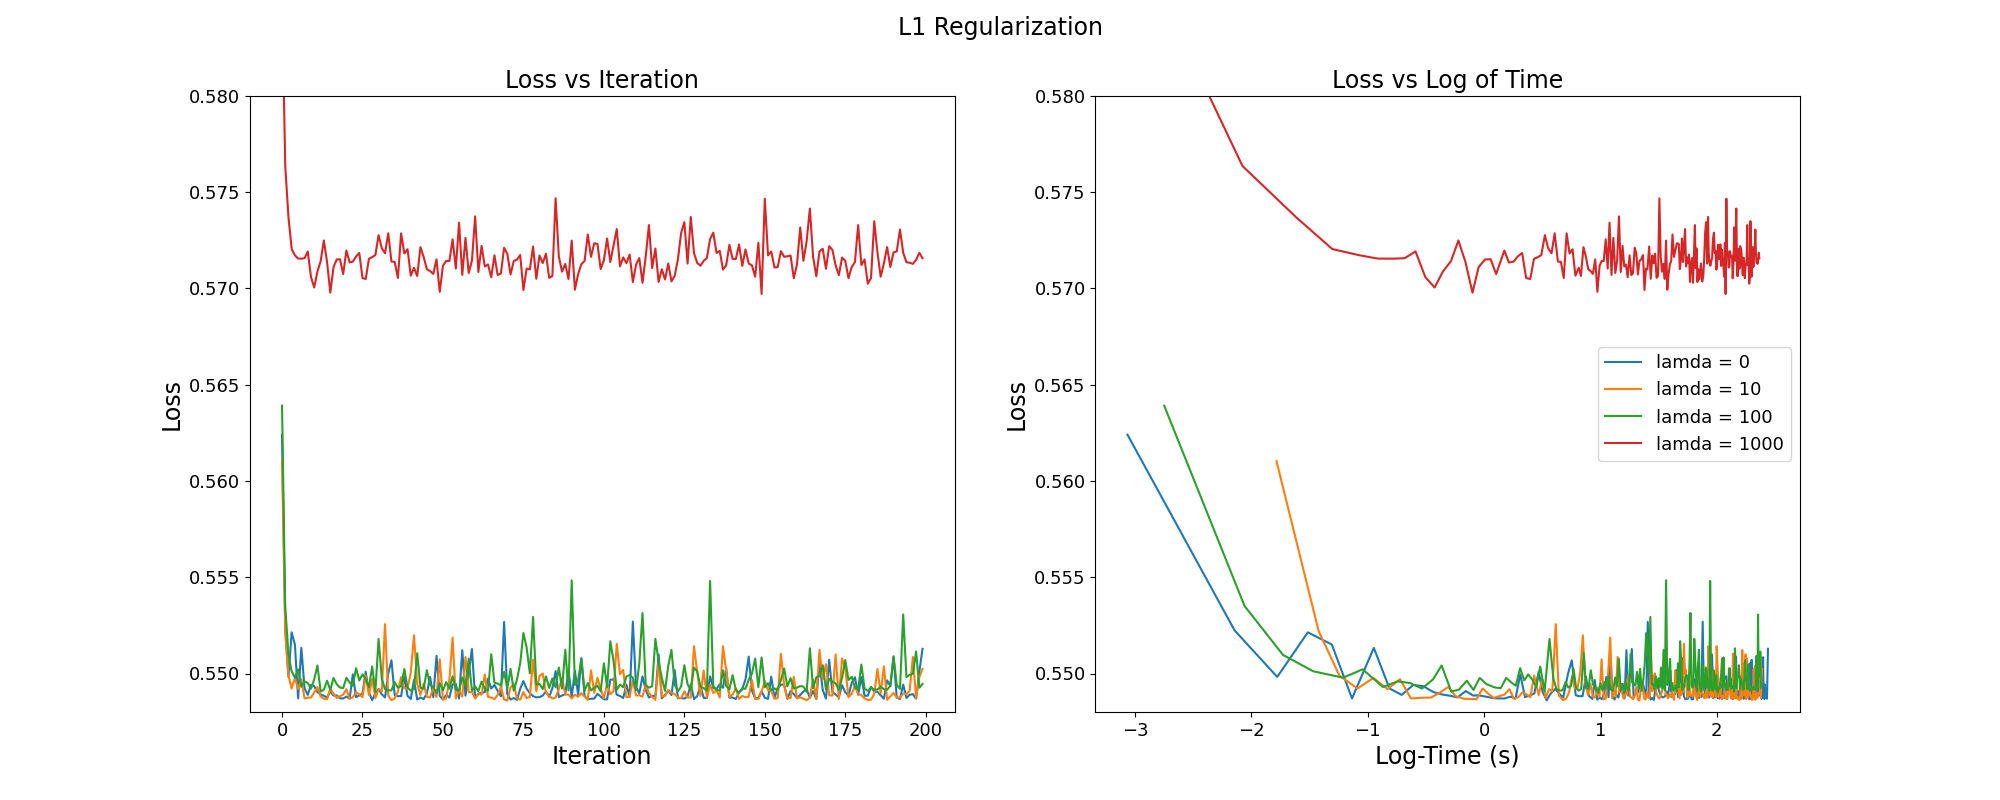 L1 Regularization
Loss vs Iteration
0.580
0.575
0.570
0.565
0.560
0.555
0.550
Loss
0
25
50
75
100
125
150
175
200
Iteration
Loss vs Log of Time
0.580
0.575
0.570
0.565
0.560
0.555
0.550
Loss
lamda = 0
lamda = 10
lamda = 100
lamda = 1000
−3
−2
−1
0
1
2
Log-Time (s)